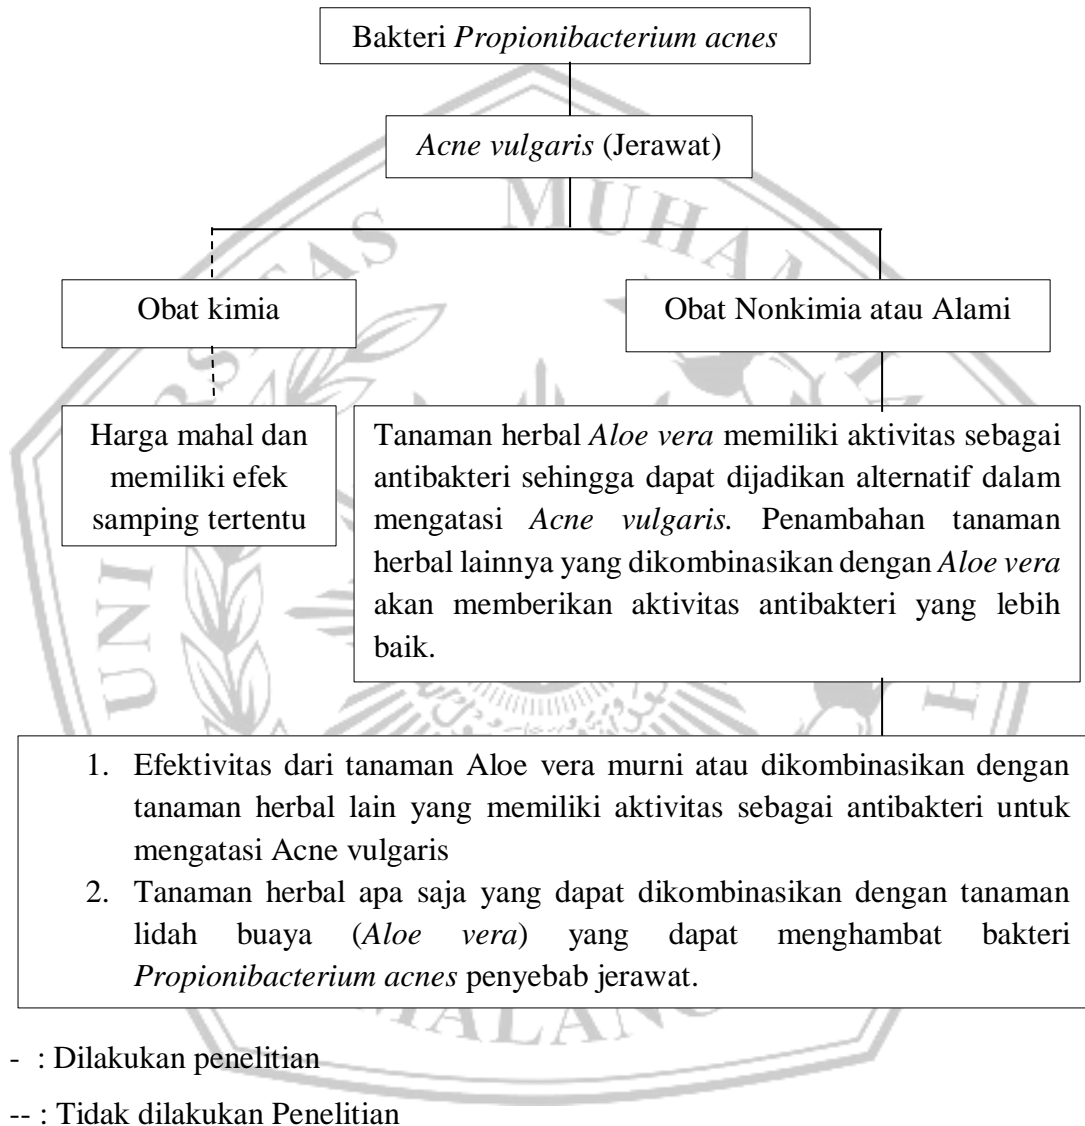 Bakteri Propionibacterium acnes
Acne vulgaris (Jerawat)
Obat kimia
Obat Nonkimia atau Alami
Harga mahal dan
memiliki efek
samping tertentu
Tanaman herbal Aloe vera memiliki aktivitas sebagai
antibakteri sehingga dapat dijadikan alternatif dalam
mengatasi Acne vulgaris. Penambahan tanaman
herbal lainnya yang dikombinasikan dengan Aloe vera
akan memberikan aktivitas antibakteri yang lebih
baik.
1. Efektivitas dari tanaman Aloe vera murni atau dikombinasikan dengan
tanaman herbal lain yang memiliki aktivitas sebagai antibakteri untuk
mengatasi Acne vulgaris
2. Tanaman herbal apa saja yang dapat dikombinasikan dengan tanaman
lidah buaya (Aloe vera) yang dapat menghambat bakteri
Propionibacterium acnes penyebab jerawat.
- : Dilakukan penelitian
-- : Tidak dilakukan Penelitian